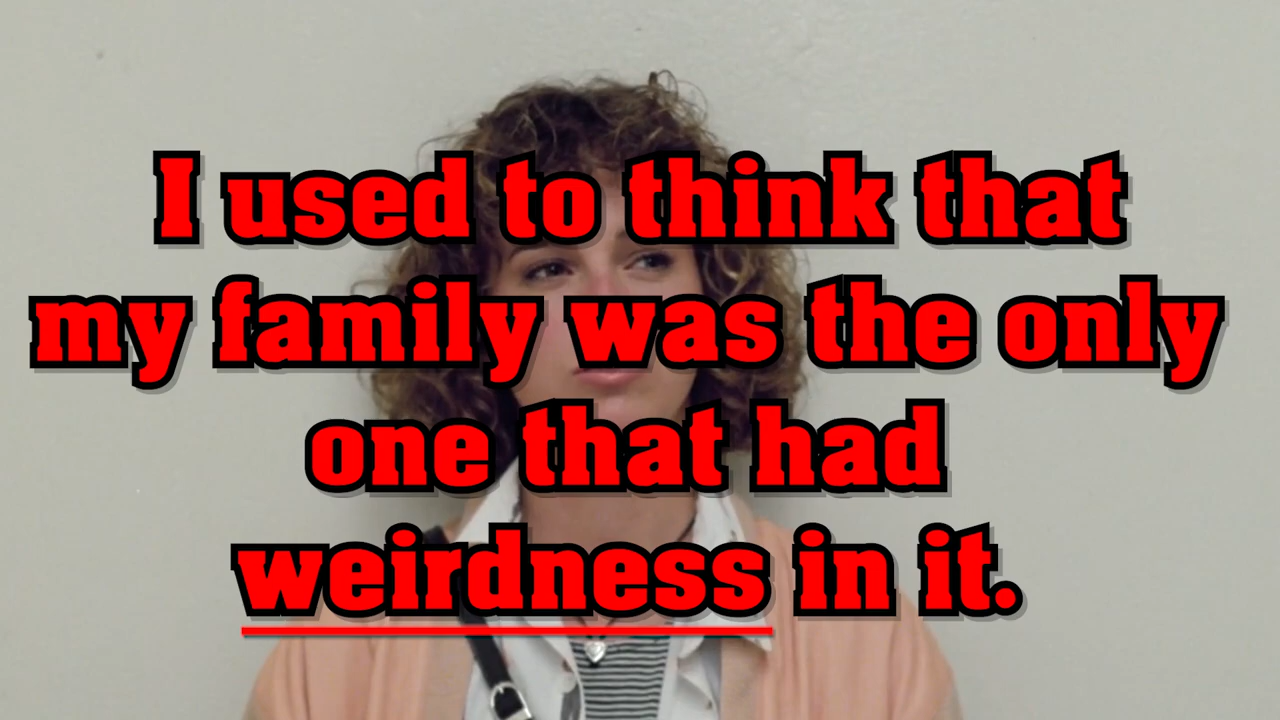 I used to think that
my family was the only
one that had
weirdness in it.